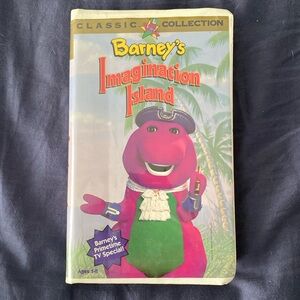 CLASSIC COLLECTION
Barney's
Imagination
Island
Barney's
Primetime
TV Special!
Ages 1-8